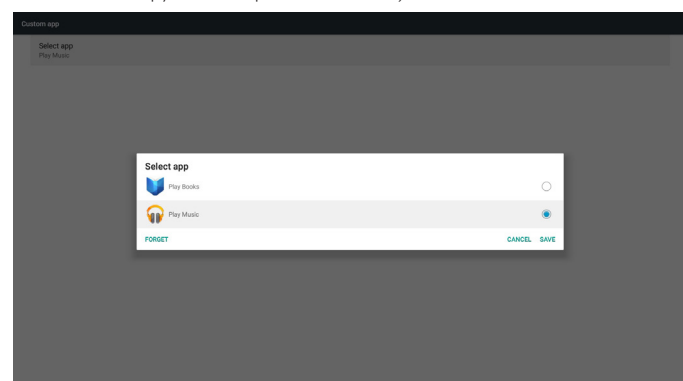 Custom app
Select app
Play Music
Select app
Play Books
Play Music
FORGET CANCEL SAVE